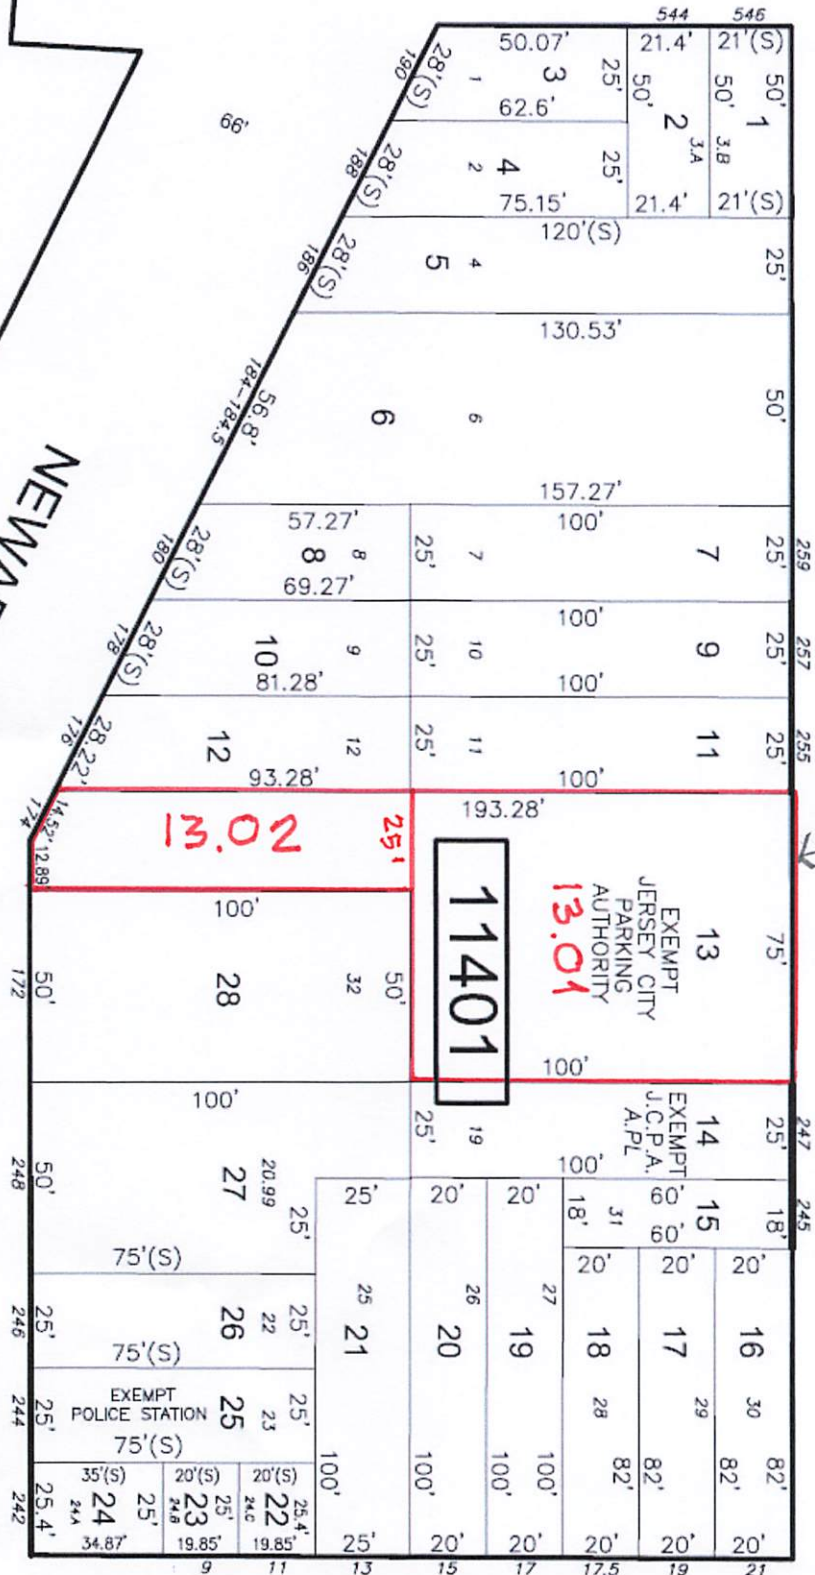 544 546
50.07' 21.4' 21'(S)
190 28'(S) 1 3 25' 50' 2 3.A 50' 3.B 1 50'
62.6'
99'
188 28'(S) 2 4 25'
75.15' 21.4' 21'(S)
120'(S)
186 28'(S) 5 4 25'
130.53'
184-184.5 56.8' 6 6 50'
157.27'
NEWAR
57.27' 100'
180 28'(S) 8 8 25' 7 7 25' 259
69.27'
100'
178 28'(S) 10 9 25' 10 9 25' 257
81.28' 100'
176 28.22' 12 12 25' 11 11 25' 255
93.28' 100'
193.28'
174 14.52' 12.89'
13.02 25'
11401
13 75'
EXEMPT
JERSEY CITY
PARKING
AUTHORITY
13.01
100'
100'
172 50' 28 32 50'
100'
248 50' 27 20.99 25'
75'(S)
25' 19
14 25' 247
EXEMPT
J.C.P.A.
A.PL
100'
60' 15 18' 245
60'
18' 31
25' 20' 20' 20' 20' 20'
246 25' 26 22 25'
75'(S)
25 21 26 20 27 19 18 28 17 29 16 30
EXEMPT
POLICE STATION
244 25' 25 23 25'
75'(S)
100' 100' 100' 100' 82' 82' 82' 82'
35'(S) 20'(S) 20'(S)
242 25.4' 24 24.A 25' 23 24.B 25' 22 24.C 25.4'
34.87' 19.85' 19.85' 25' 20' 20' 20' 20' 20'
9 11 13 15 17 17.5 19 21